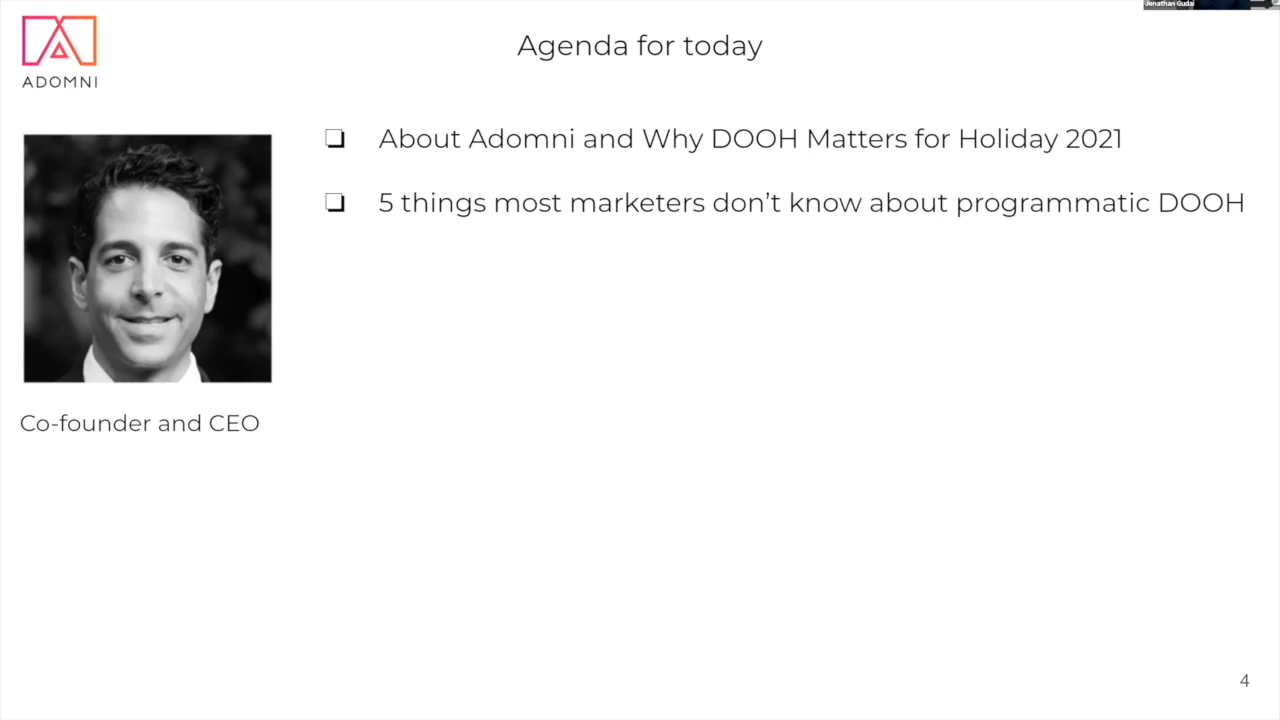 Jonathan Gudai
Agenda for today
ADOMNI
About Adomni and Why DOOH Matters for Holiday 2021
5 things most marketers don’t know about programmatic DOOH
Co-founder and CEO
4